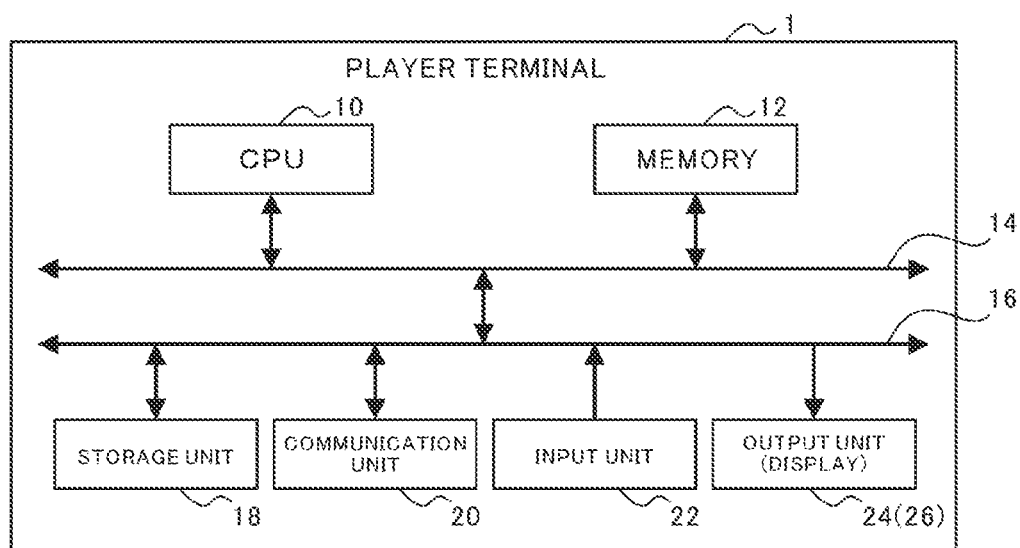 1
PLAYER TERMINAL
10
12
CPU
MEMORY
14
16
STORAGE UNIT
COMMUNICATION
UNIT
INPUT UNIT
OUTPUT UNIT
(DISPLAY)
18
20
22
24(26)